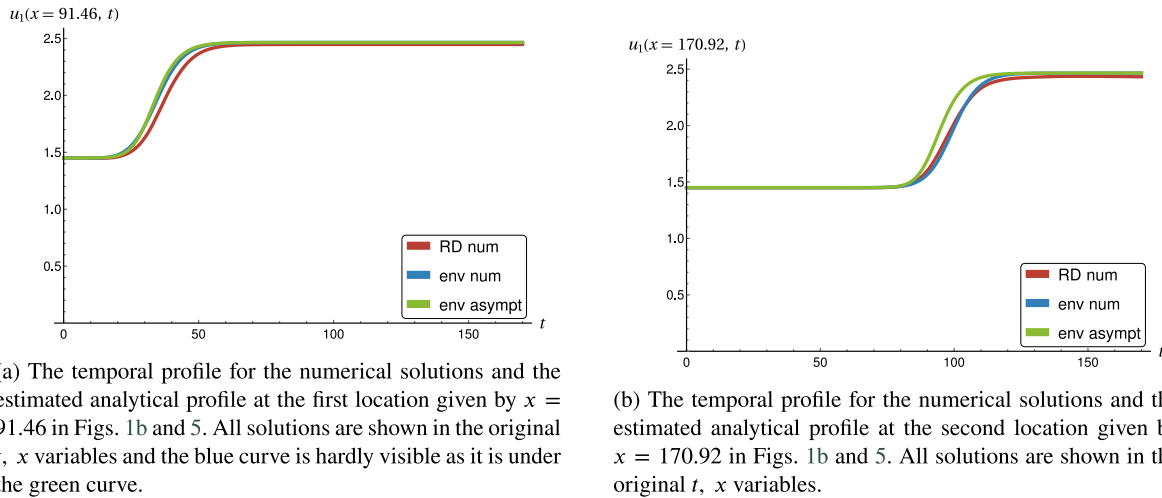 u₁(x = 91.46, t)
2.5
2.0
1.5
1.0
0.5
0
50
100
150
t
RD num
env num
env asympt
(a) The temporal profile for the numerical solutions and the
estimated analytical profile at the first location given by x =
91.46 in Figs. 1b and 5. All solutions are shown in the original
, x variables and the blue curve is hardly visible as it is under
the green curve.
u₁(x = 170.92, t)
2.5
2.0
1.5
1.0
0.5
0
50
100
150
t
RD num
env num
env asympt
(b) The temporal profile for the numerical solutions and th
estimated analytical profile at the second location given b
x = 170.92 in Figs. 1b and 5. All solutions are shown in th
original t, x variables.